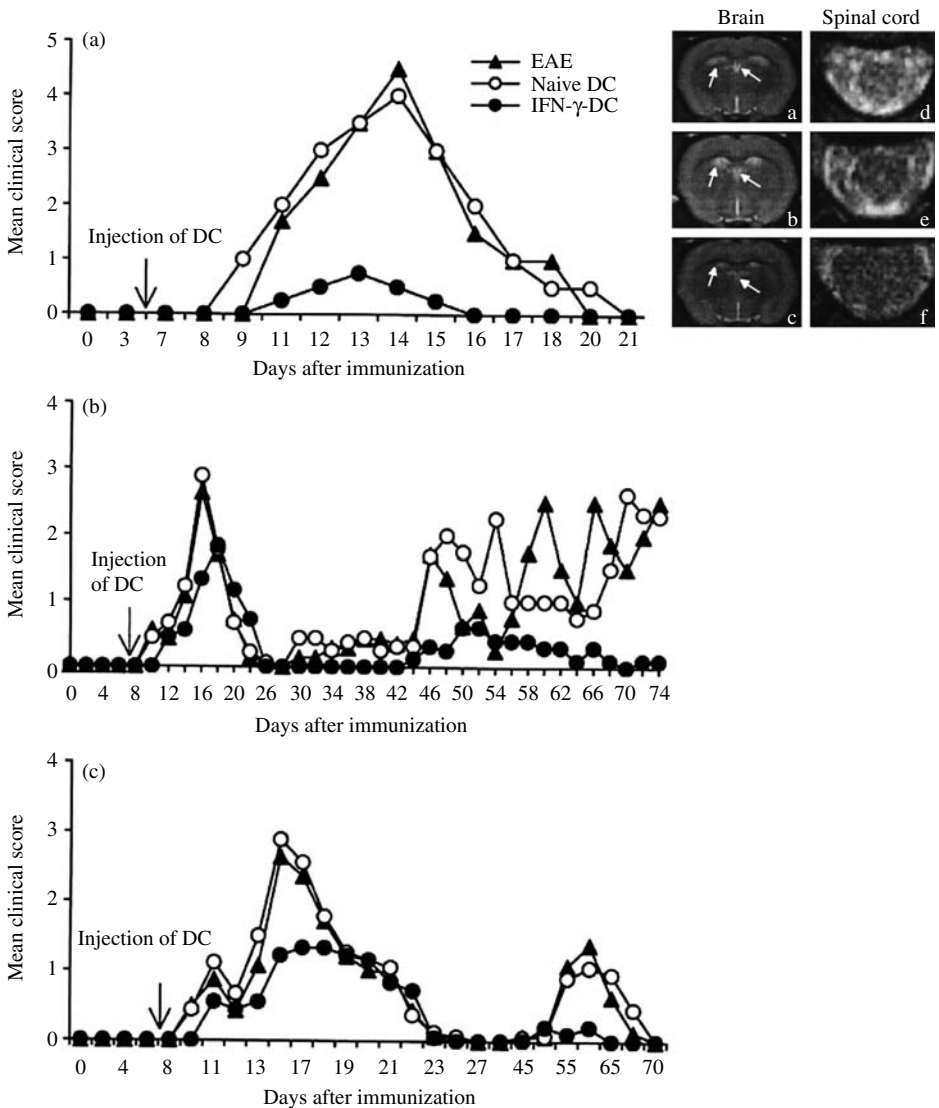 (a)
5
4
3
2
1
0
Mean clinical score
EAE
Naive DC
IFN-γ-DC
Injection of DC
0 3 7 8 9 11 12 13 14 15 16 17 18 20 21
Days after immunization
Brain Spinal cord
a d
b e
c f
(b)
4
3
2
1
0
Mean clinical score
Injection
of DC
0 4 8 12 16 20 26 30 34 38 42 46 50 54 58 62 66 70 74
Days after immunization
(c)
4
3
2
1
0
Mean clinical score
Injection of DC
0 4 8 11 13 17 19 21 23 27 45 55 65 70
Days after immunization